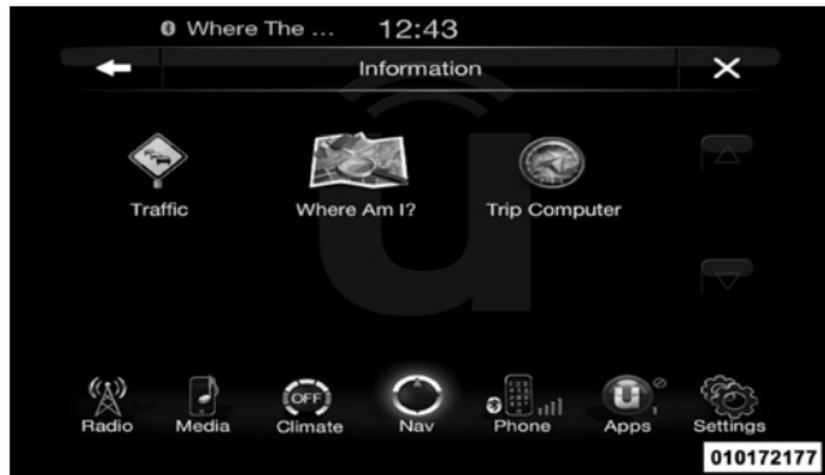 Where The ... 12:43
Information
Traffic Where Am I? Trip Computer
OFF
Radio Media Climate Nav Phone Apps Settings
010172177